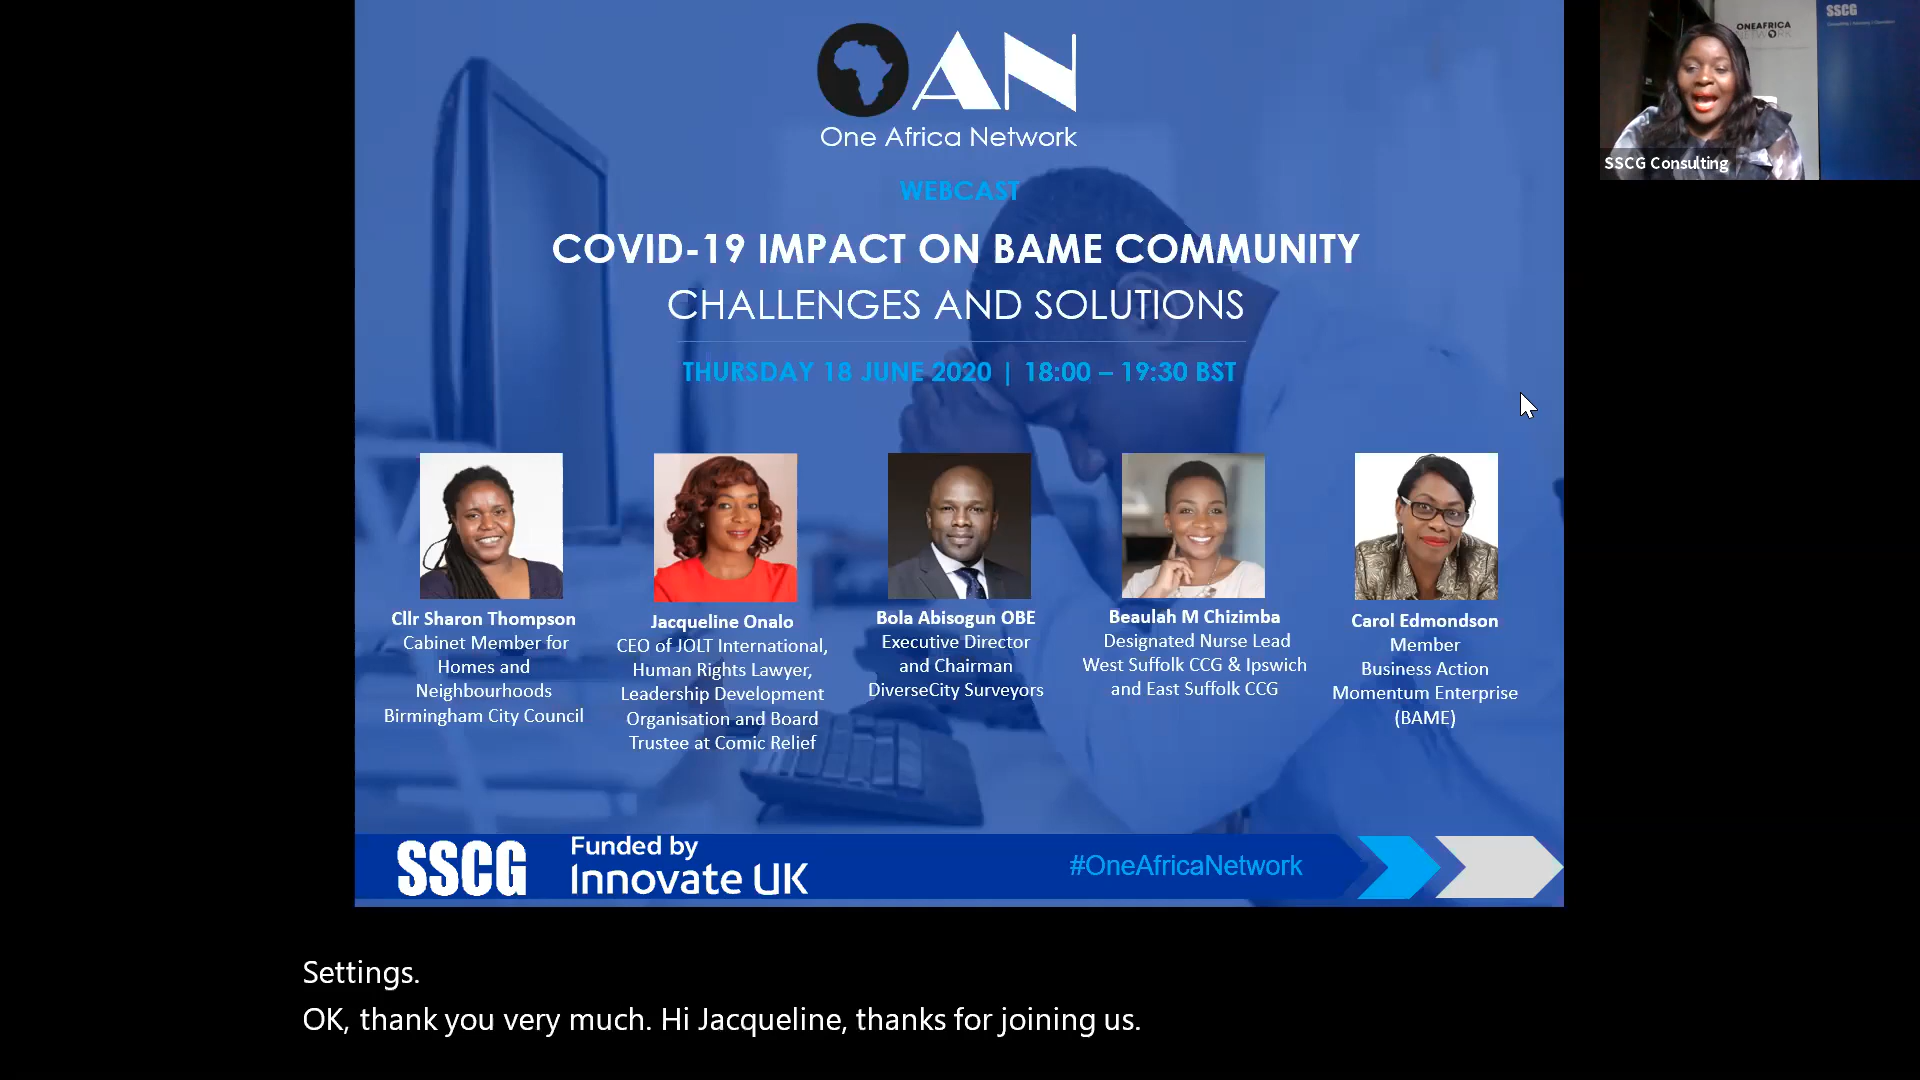 OAN
One Africa Network
WEBCAST
COVID-19 IMPACT ON BAME COMMUNITY
CHALLENGES AND SOLUTIONS
THURSDAY 18 JUNE 2020 | 18:00 – 19:30 BST
Cllr Sharon Thompson
Cabinet Member for
Homes and
Neighbourhoods
Birmingham City Council
Jacqueline Onalo
CEO of JOLT International,
Human Rights Lawyer,
Leadership Development
Organisation and Board
Trustee at Comic Relief
Bola Abisogun OBE
Executive Director
and Chairman
DiverseCity Surveyors
Beaulah M Chizimba
Designated Nurse Lead
West Suffolk CCG & Ipswich
and East Suffolk CCG
Carol Edmondson
Member
Business Action
Momentum Enterprise
(BAME)
SSCG
Funded by
Innovate UK
#OneAfricaNetwork
ONEAFRICA
NETWORK
SSCG
SSCG Consulting
Settings.
OK, thank you very much. Hi Jacqueline, thanks for joining us.